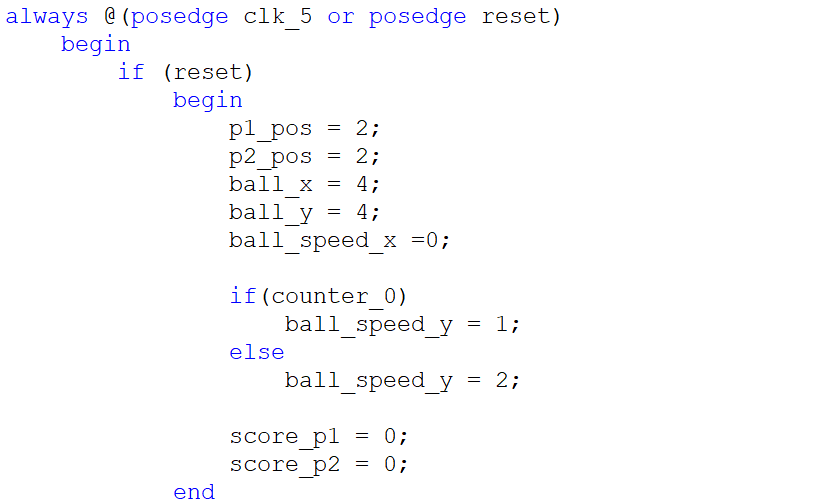 always @(posedge clk_5 or posedge reset)
    begin
        if (reset)
            begin
                p1_pos = 2;
                p2_pos = 2;
                ball_x = 4;
                ball_y = 4;
                ball_speed_x =0;

                if(counter_0)
                    ball_speed_y = 1;
                else
                    ball_speed_y = 2;

                score_p1 = 0;
                score_p2 = 0;
            end